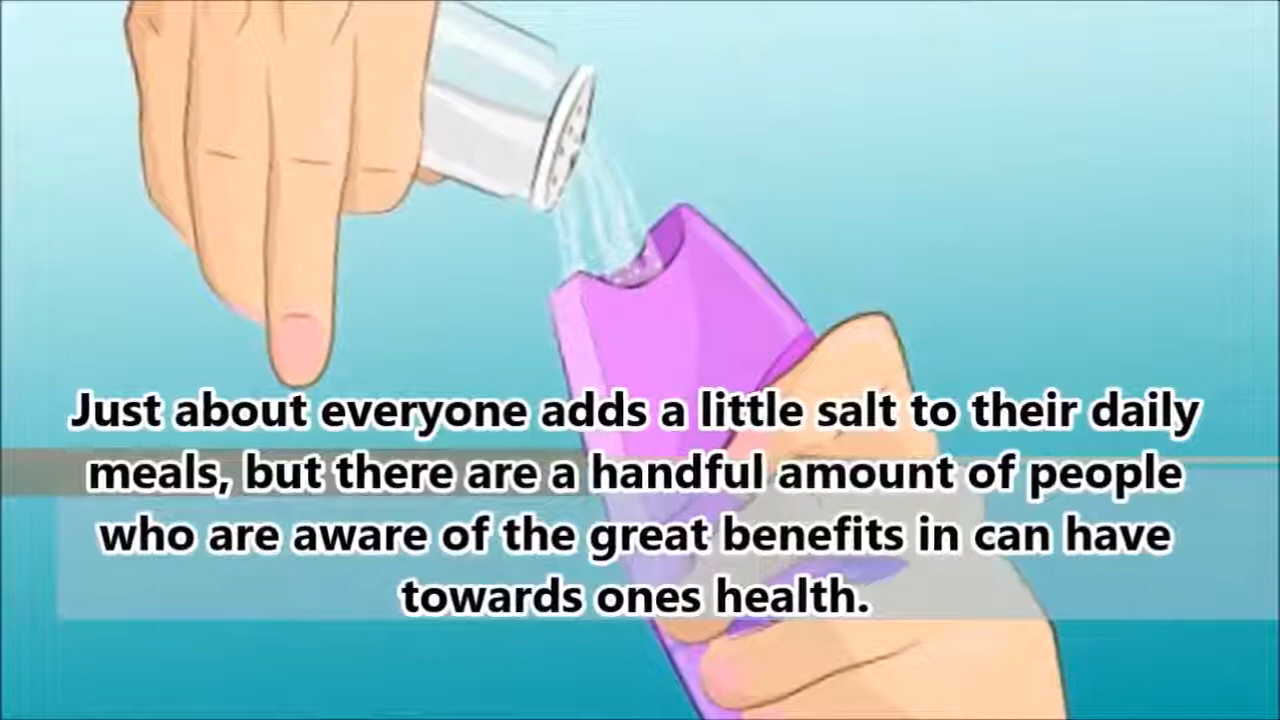 Just about everyone adds a little salt to their daily
meals, but there are a handful amount of people
who are aware of the great benefits in can have
towards ones health.